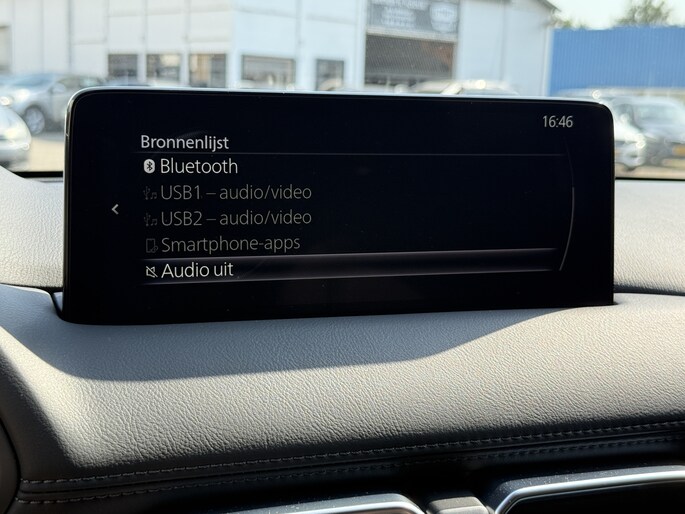 16:46
Bronnenlijst
Bluetooth
USB1 – audio/video
USB2 – audio/video
Smartphone-apps
Audio uit